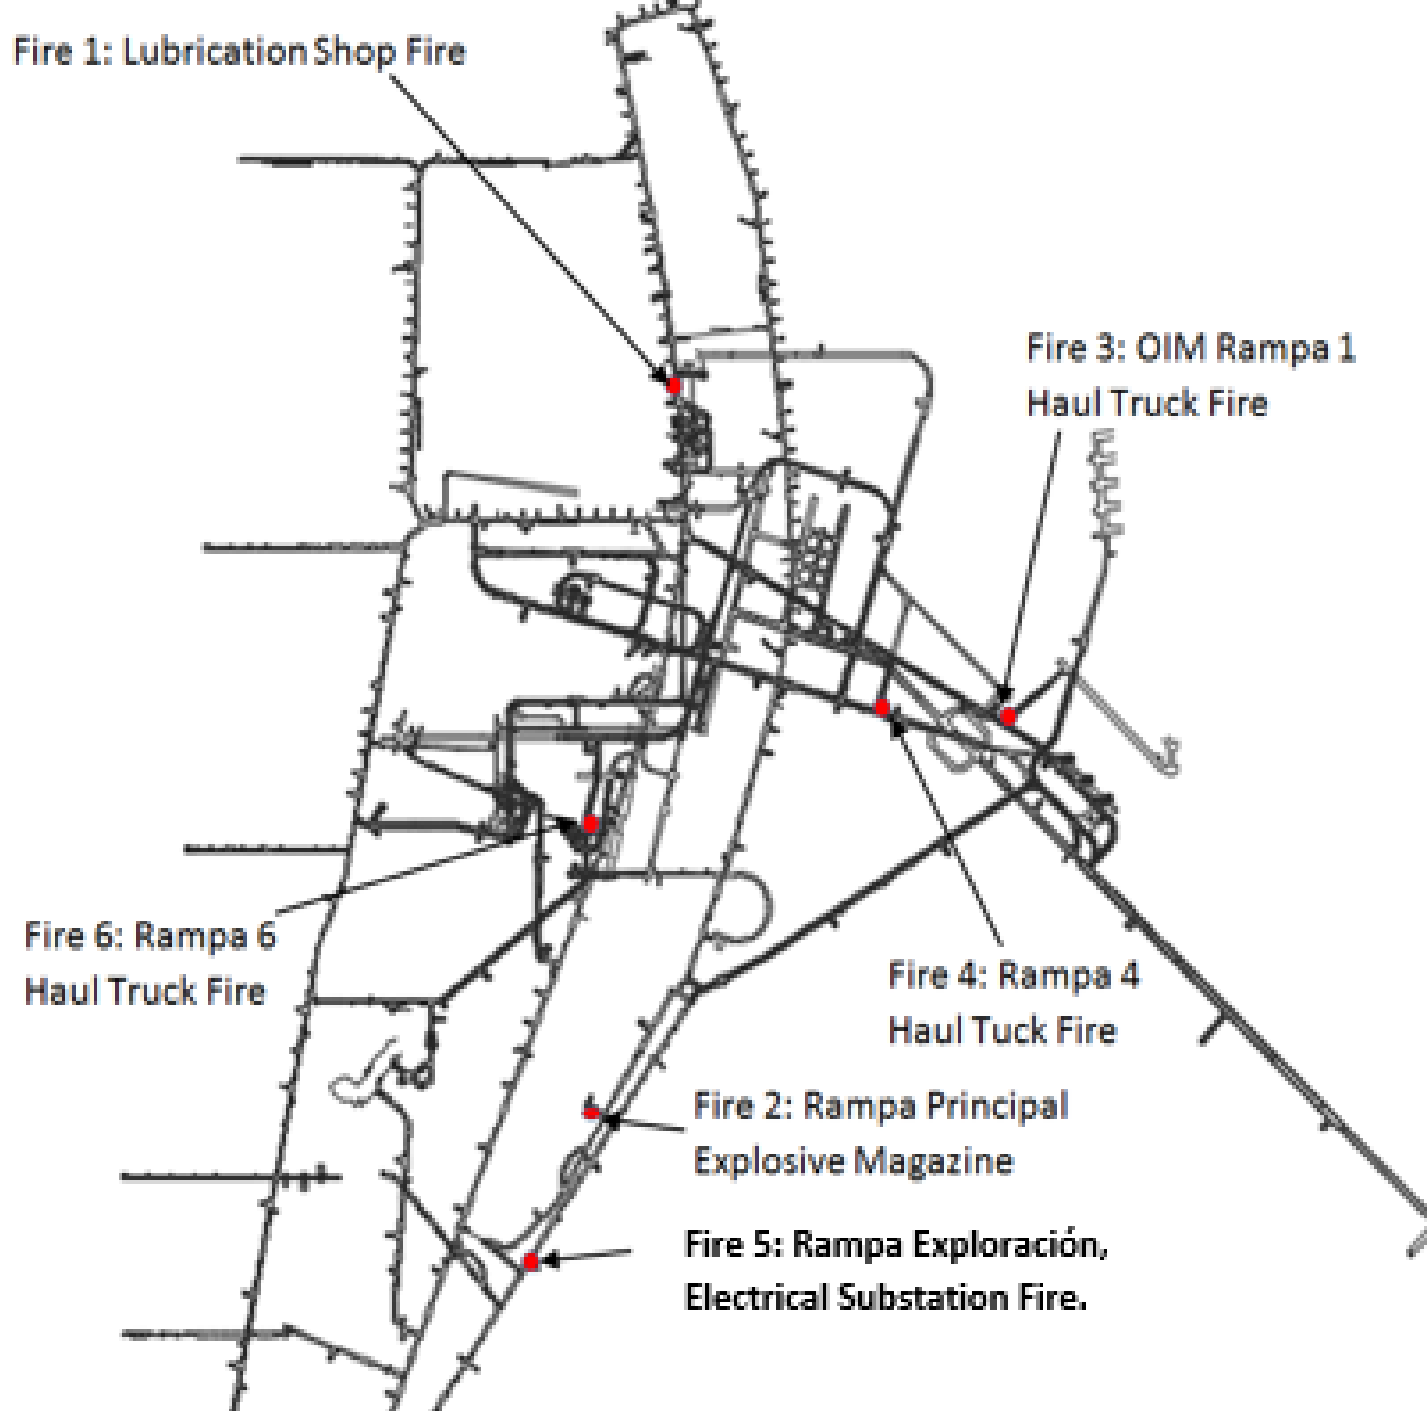 Fire 1: Lubrication Shop Fire
Fire 3: OIM Rampa 1
Haul Truck Fire
Fire 6: Rampa 6
Haul Truck Fire
Fire 4: Rampa 4
Haul Tuck Fire
Fire 2: Rampa Principal
Explosive Magazine
Fire 5: Rampa Exploración,
Electrical Substation Fire.